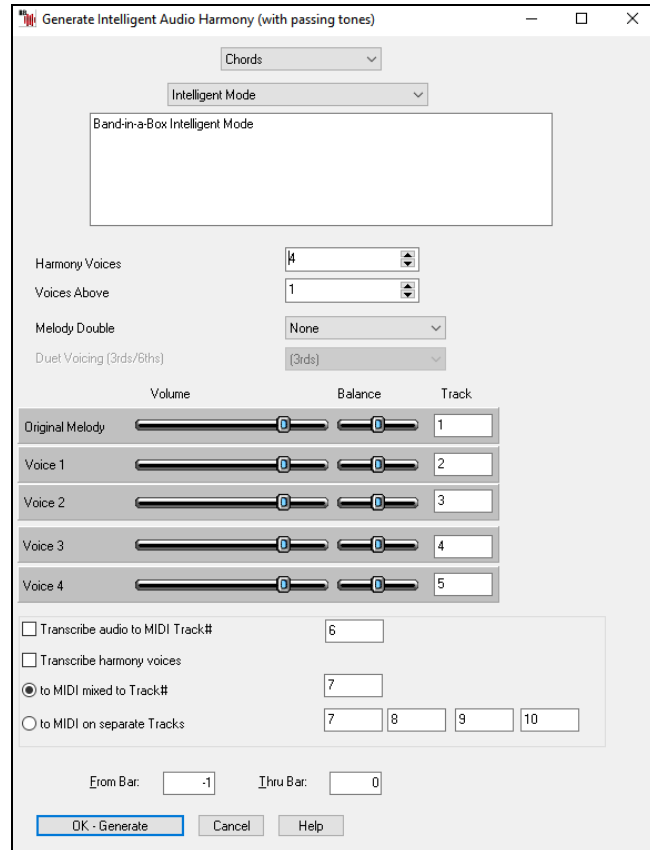 Generate Intelligent Audio Harmony (with passing tones)
Chords
Intelligent Mode
Band-in-a-Box Intelligent Mode
Harmony Voices 4
Voices Above 1
Melody Double None
Duet Voicing (3rds/6ths) (3rds)
Volume Balance Track
Original Melody 1
Voice 1 2
Voice 2 3
Voice 3 4
Voice 4 5
Transcribe audio to MIDI Track# 6
Transcribe harmony voices
to MIDI mixed to Track# 7
to MIDI on separate Tracks 7 8 9 10
From Bar: -1 Thru Bar: 0
OK - Generate Cancel Help